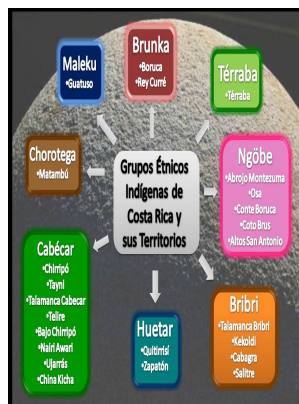 Grupos Étnicos
Indígenas de
Costa Rica y
sus Territorios
Brunka
•Boruca
•Rey Curré
Maleku
•Guatuso
Térraba
•Térraba
Chorotega
•Matambú
Ngöbe
•Abrojo Montezuma
•Osa
•Conte Boruca
•Coto Brus
•Altos San Antonio
Cabécar
•Chirripó
•Tayni
•Talamanca Cabecar
•Telire
•Bajo Chirripó
•Nairi Awari
•Ujarrás
•China Kicha
Huetar
•Quitirrisí
•Zapatón
Bribri
•Talamanca Bribri
•Kekoldi
•Cabagra
•Salitre